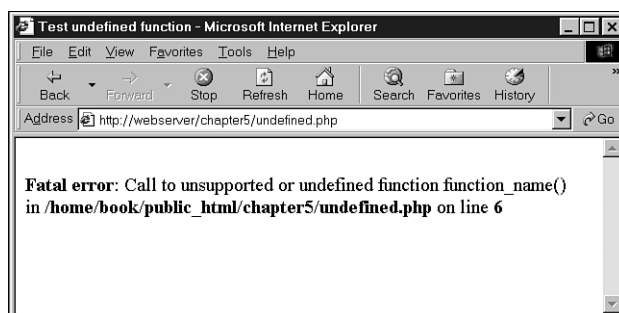 Test undefined function - Microsoft Internet Explorer
File Edit View Favorites Tools Help
Back Forward Stop Refresh Home Search Favorites History
Address http://webserver/chapter5/undefined.php Go
Fatal error: Call to unsupported or undefined function function_name()
in /home/book/public_html/chapter5/undefined.php on line 6